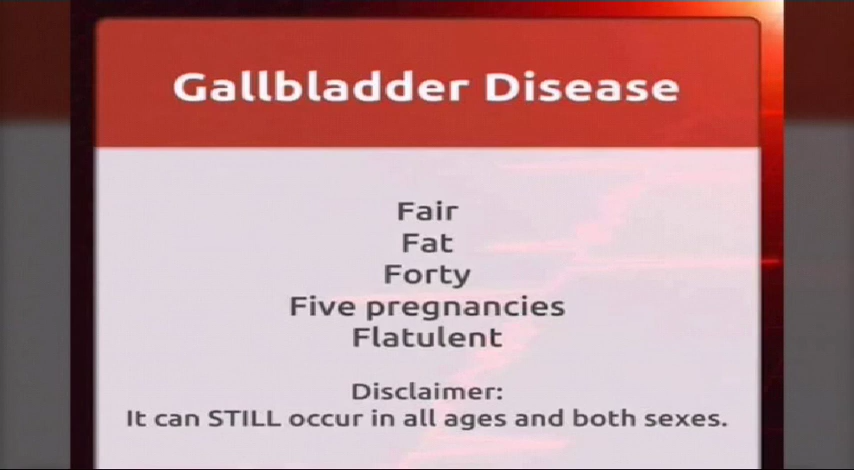 Gallbladder Disease
Fair
Fat
Forty
Five pregnancies
Flatulent
Disclaimer:
It can STILL occur in all ages and both sexes.